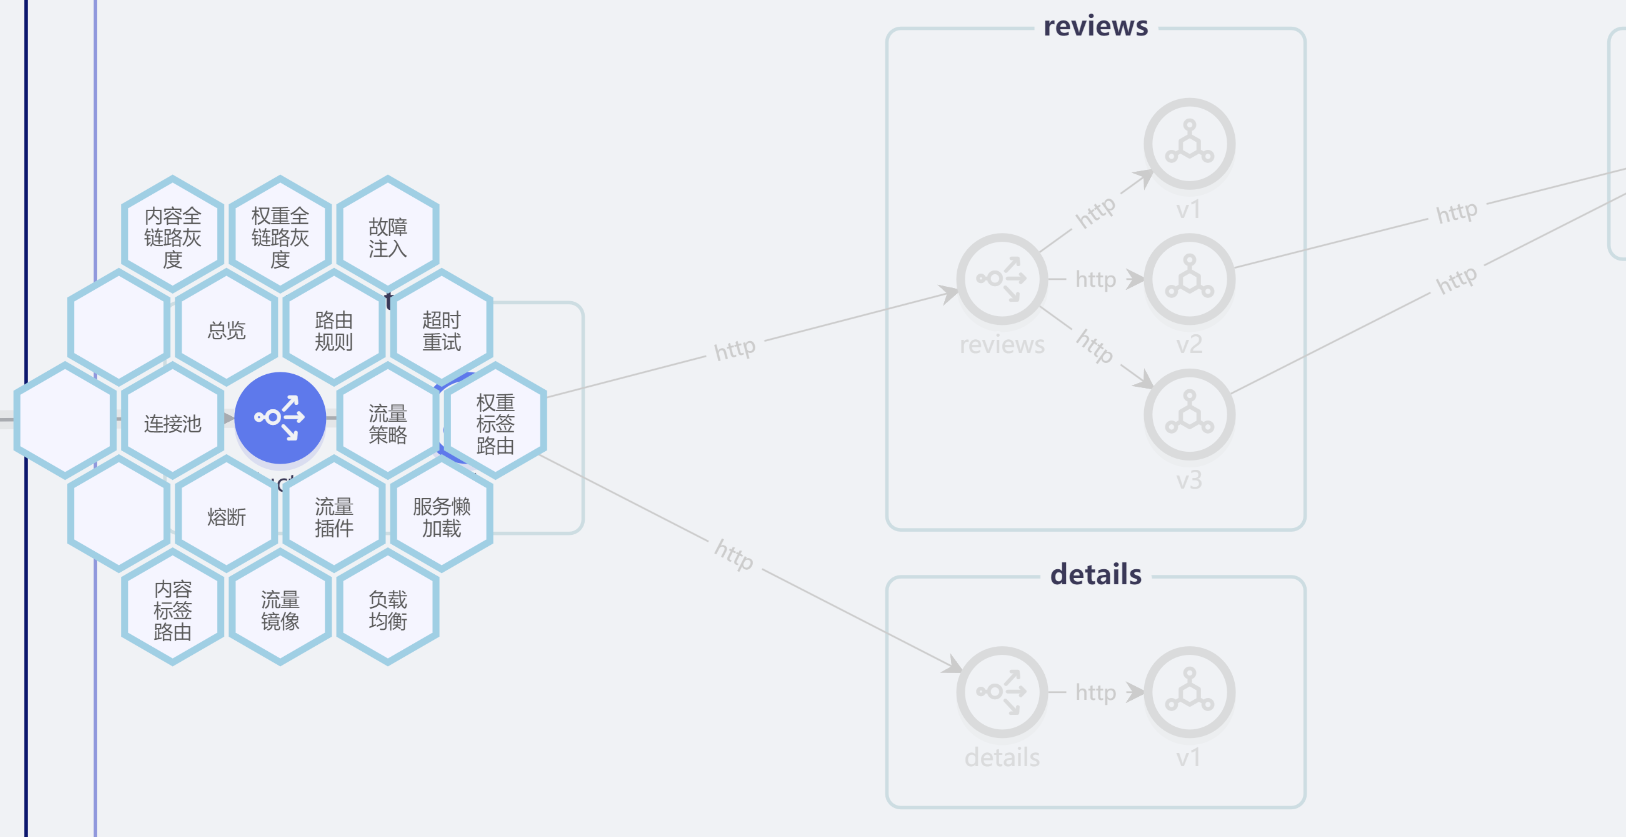 reviews
内容全
链路灰
度
权重全
链路灰
度
故障
注入
总览
路由
规则
超时
重试
连接池
流量
策略
权重
标签
路由
熔断
流量
插件
服务懒
加载
内容
标签
路由
流量
镜像
负载
均衡
http
http
reviews
http
http
http
v1
v2
v3
http
http
details
details
http
v1